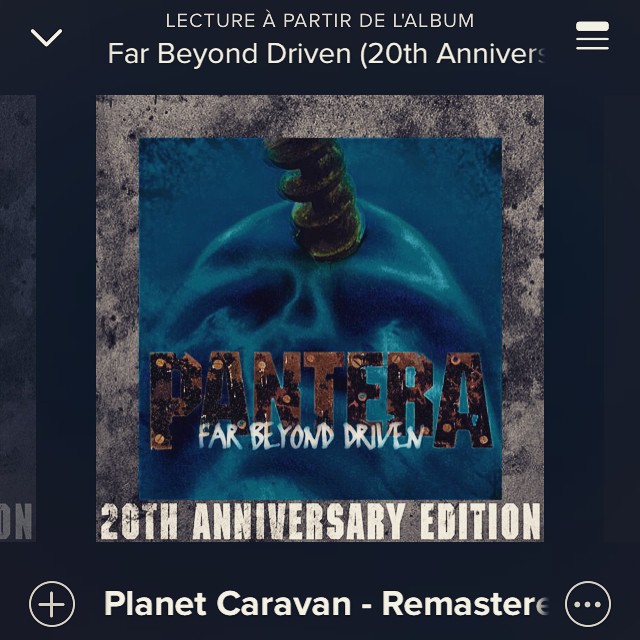 LECTURE À PARTIR DE L'ALBUM
Far Beyond Driven (20th Annivers
PANTERA
FAR BEYOND DRIVEN
ON
20TH ANNIVERSARY EDITION
Planet Caravan - Remastere